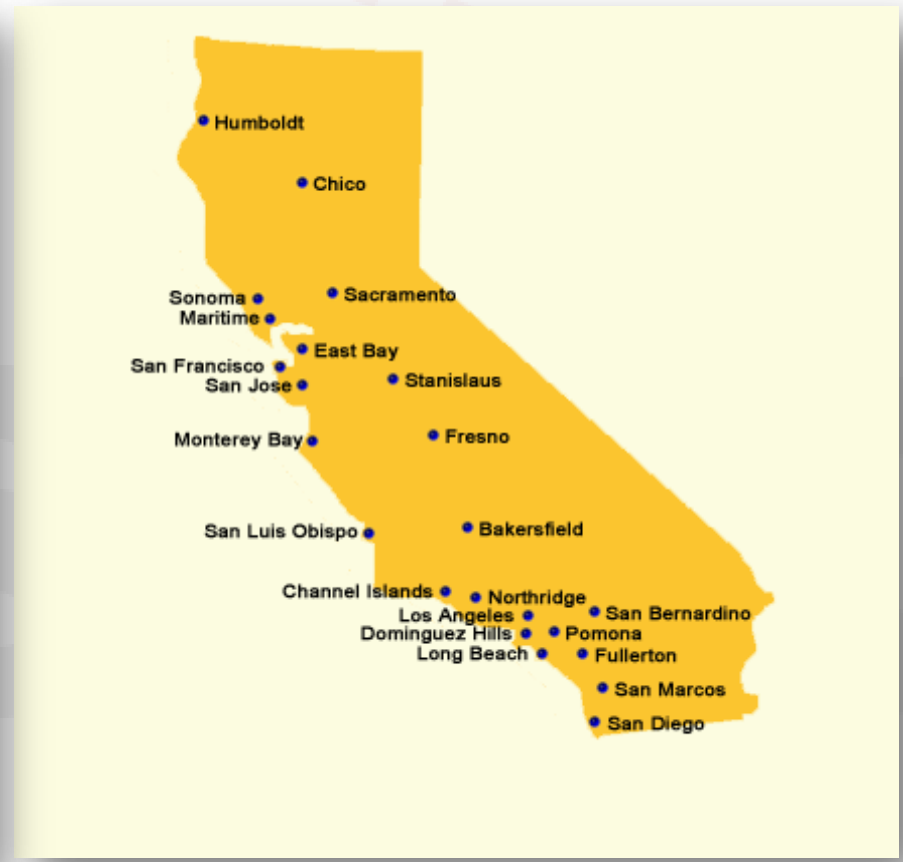 Humboldt
Chico
Sacramento
Sonoma
Maritime
East Bay
San Francisco
Stanislaus
San Jose
Fresno
Monterey Bay
Bakersfield
San Luis Obispo
Channel Islands
Northridge
San Bernardino
Los Angeles
Dominguez Hills
Pomona
Long Beach
Fullerton
San Marcos
San Diego